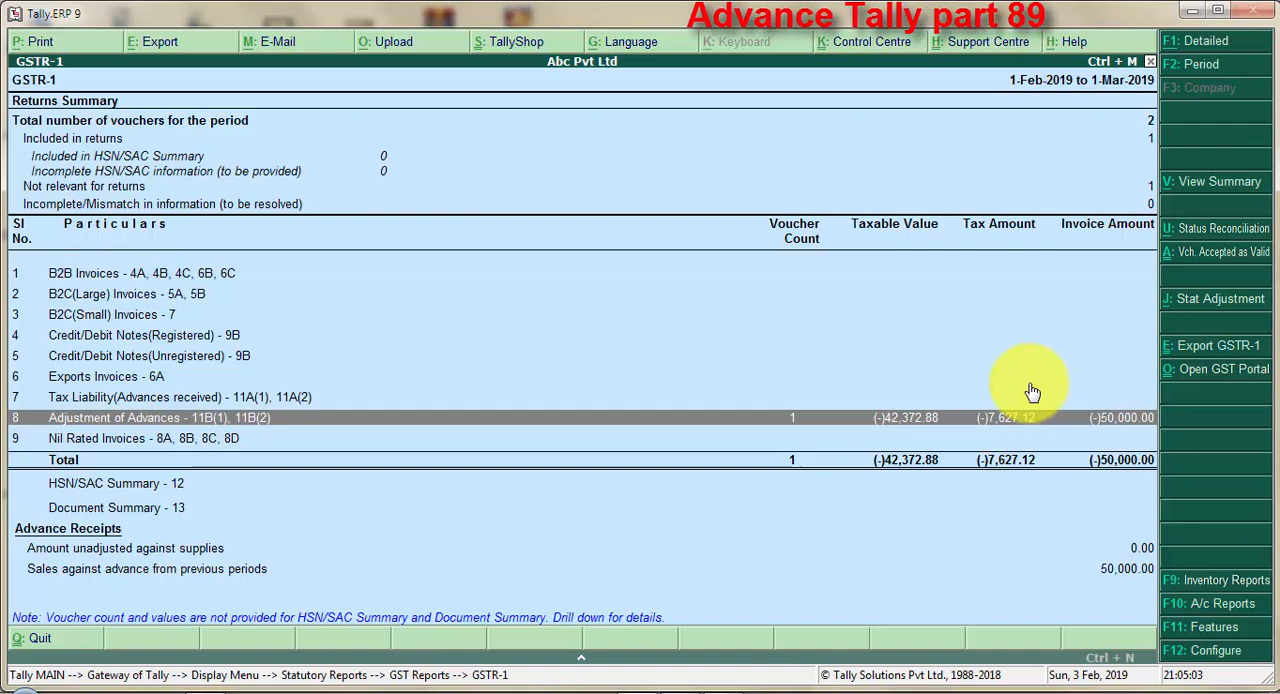 Tally.ERP 9
Advance Tally part 89
P: Print E: Export M: E-Mail O: Upload S: TallyShop G: Language K: Keyboard K: Control Centre H: Support Centre H: Help
F1: Detailed
F2: Period
F3: Company
V: View Summary
U: Status Reconciliation
A: Vch. Accepted as Valid
J: Stat Adjustment
E: Export GSTR-1
O: Open GST Portal
F9: Inventory Reports
F10: A/c Reports
F11: Features
F12: Configure
GSTR-1 Abc Pvt Ltd Ctrl + M
GSTR-1 1-Feb-2019 to 1-Mar-2019
Returns Summary
Total number of vouchers for the period 2
Included in returns 1
Included in HSN/SAC Summary 0
Incomplete HSN/SAC information (to be provided) 0
Not relevant for returns 1
Incomplete/Mismatch in information (to be resolved) 0
Sl Particulars Voucher Taxable Value Tax Amount Invoice Amount
No. Count
1 B2B Invoices - 4A, 4B, 4C, 6B, 6C
2 B2C(Large) Invoices - 5A, 5B
3 B2C(Small) Invoices - 7
4 Credit/Debit Notes(Registered) - 9B
5 Credit/Debit Notes(Unregistered) - 9B
6 Exports Invoices - 6A
7 Tax Liability(Advances received) - 11A(1), 11A(2)
8 Adjustment of Advances - 11B(1), 11B(2) 1 (-)42,372.88 (-)7,627.12 (-)50,000.00
9 Nil Rated Invoices - 8A, 8B, 8C, 8D
Total 1 (-)42,372.88 (-)7,627.12 (-)50,000.00
HSN/SAC Summary - 12
Document Summary - 13
Advance Receipts
Amount unadjusted against supplies 0.00
Sales against advance from previous periods 50,000.00
Note: Voucher count and values are not provided for HSN/SAC Summary and Document Summary. Drill down for details.
Q: Quit
Ctrl + N
Tally MAIN --> Gateway of Tally --> Display Menu --> Statutory Reports --> GST Reports --> GSTR-1 © Tally Solutions Pvt Ltd., 1988-2018 Sun, 3 Feb, 2019 21:05:03